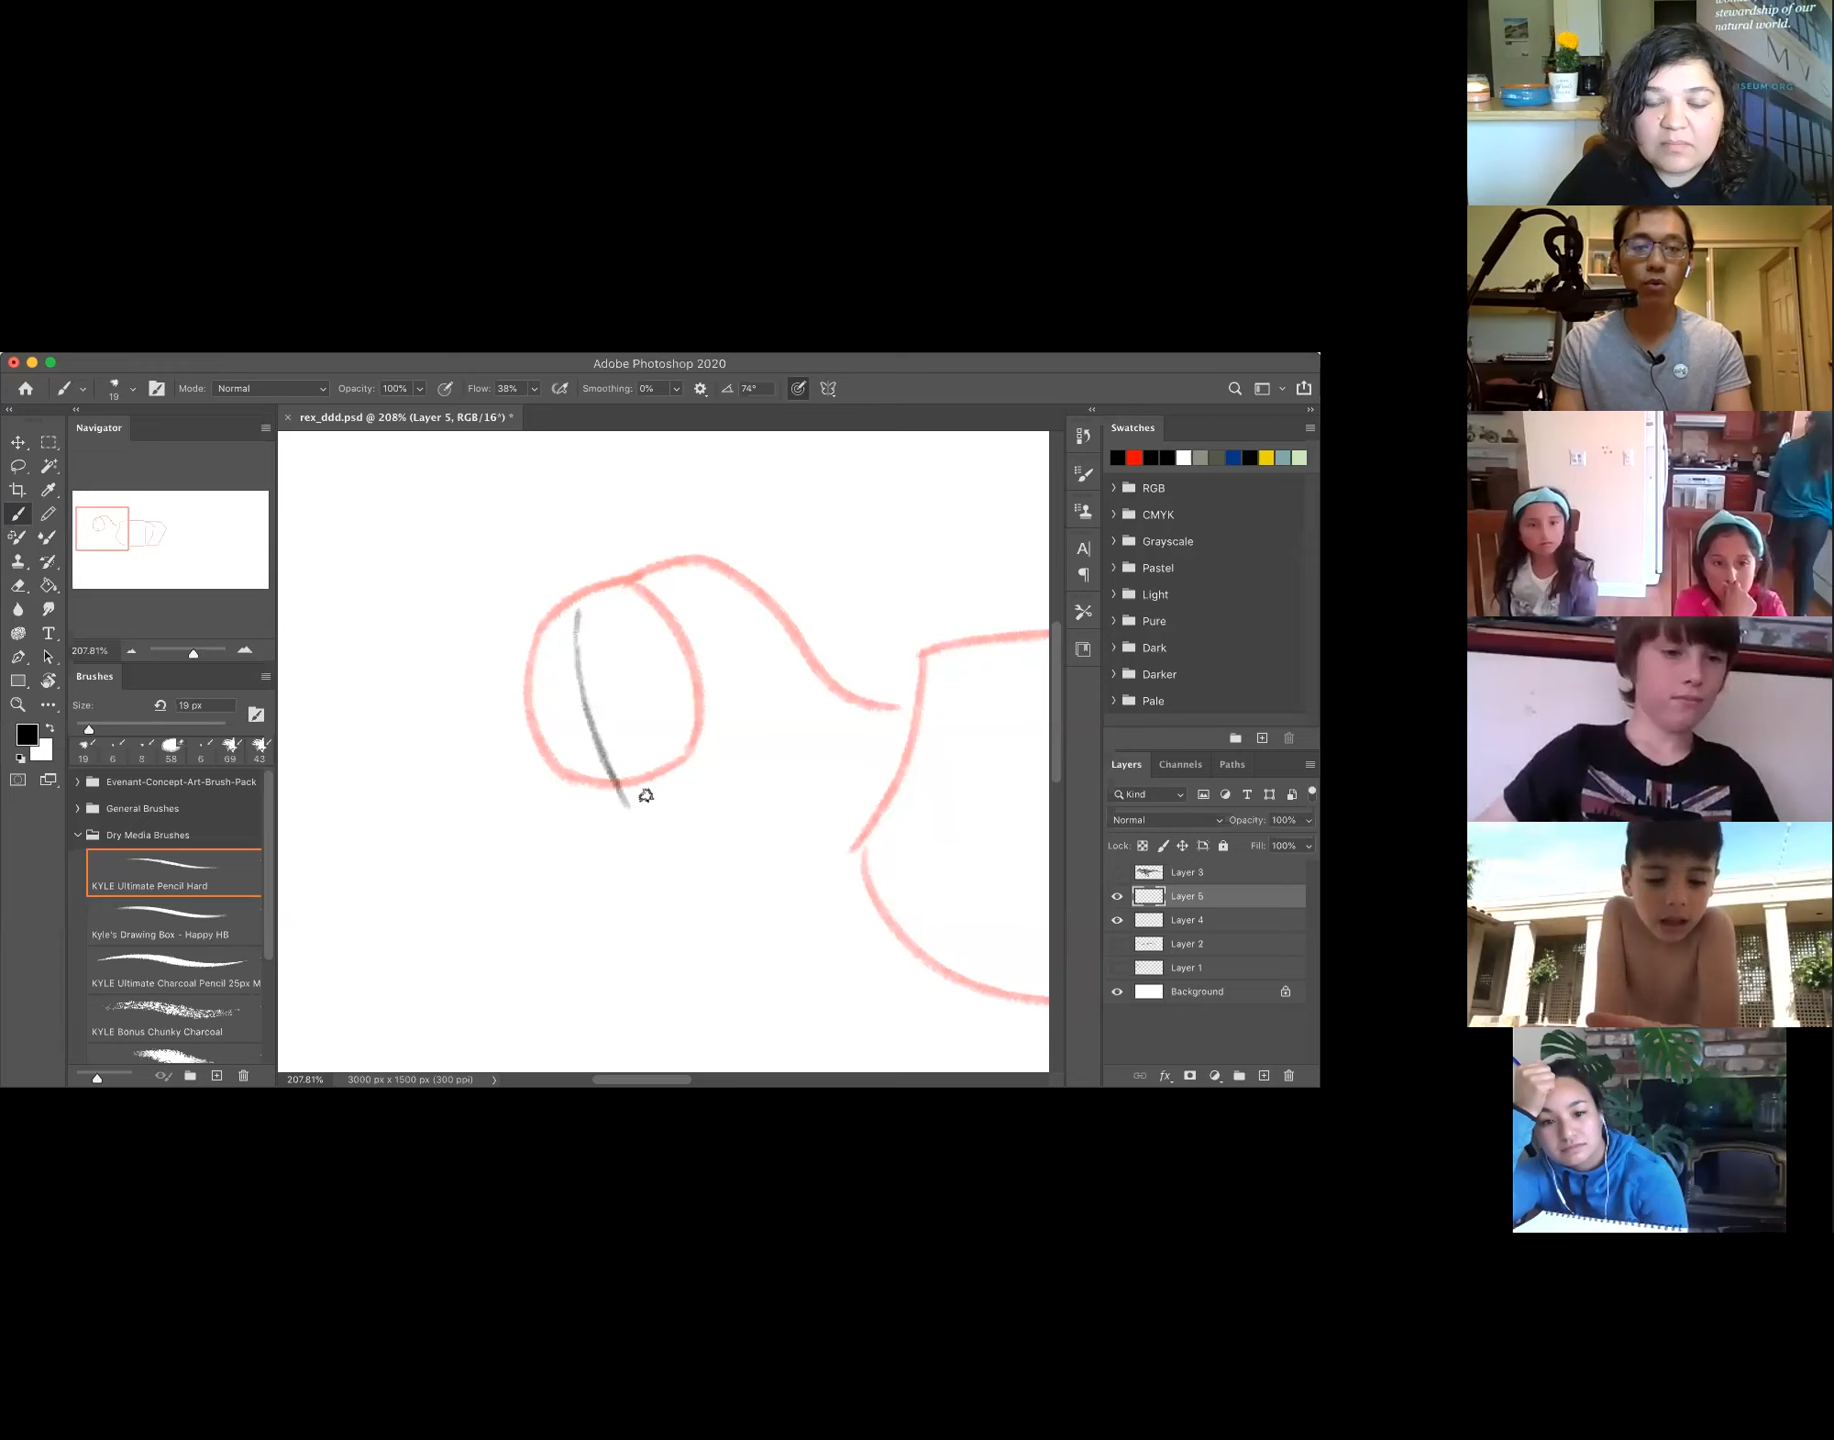 stewardship of our
natural world.
Adobe Photoshop 2020
19
Mode: Normal
Opacity: 100%
Flow: 38%
Smoothing: 0%
74°
rex_ddd.psd @ 208% (Layer 5, RGB/16*) *
Navigator
207.81%
Brushes
Size: 19 px
19 6 8 58 6 69 43
Evenant-Concept-Art-Brush-Pack
General Brushes
Dry Media Brushes
KYLE Ultimate Pencil Hard
Kyle's Drawing Box - Happy HB
KYLE Ultimate Charcoal Pencil 25px M
KYLE Bonus Chunky Charcoal
207.81% 3000 px x 1500 px (300 ppi)
Swatches
RGB
CMYK
Grayscale
Pastel
Light
Pure
Dark
Darker
Pale
Layers Channels Paths
Kind
Normal Opacity: 100%
Lock: Fill: 100%
Layer 3
Layer 5
Layer 4
Layer 2
Layer 1
Background